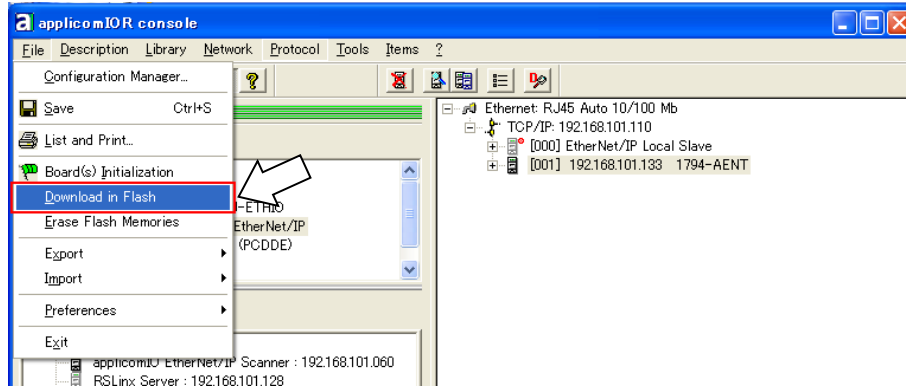 applicomIOR console
File Description Library Network Protocol Tools Items ?
Configuration Manager...
Save Ctrl+S
List and Print...
Board(s) Initialization
Download in Flash
Erase Flash Memories
Export
Import
Preferences
Exit
-ETHIO
EtherNet/IP
(PCDDE)
applicomIO EtherNet/IP Scanner : 192.168.101.060
RSLinx Server : 192.168.101.128
Ethernet: RJ45 Auto 10/100 Mb
TCP/IP: 192.168.101.110
[000] EtherNet/IP Local Slave
[001] 192.168.101.133 1794-AENT